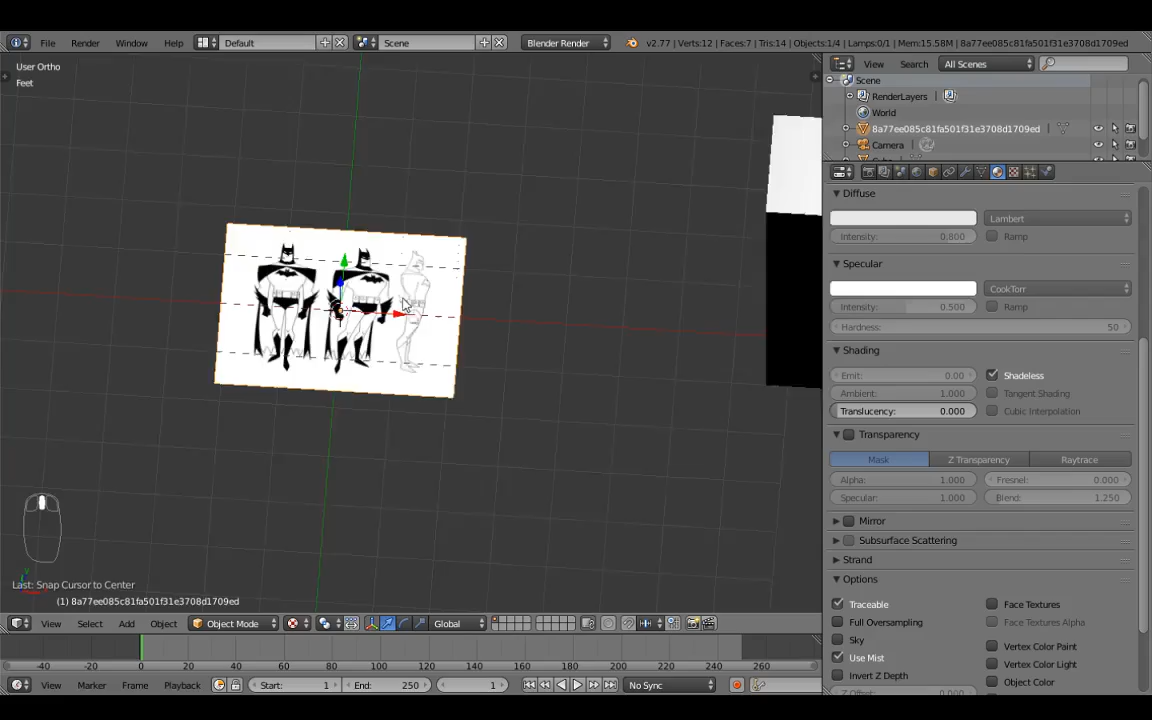 File Render Window Help Default Scene Blender Render v2.77 | Verts:12 | Faces:7 | Tris:14 | Objects:1/4 | Lamps:0/1 | Mem:15.58M | 8a77ee085c81fa501f31e3708d1709ed
User Ortho
Feet
View Search All Scenes
Scene
RenderLayers
World
8a77ee085c81fa501f31e3708d1709ed
Camera
Diffuse
Lambert
Intensity: 0.800 Ramp
Specular
CookTorr
Intensity: 0.500 Ramp
Hardness: 50
Shading
Emit: 0.00 Shadeless
Ambient: 1.000 Tangent Shading
Translucency: 0.000 Cubic Interpolation
Transparency
Mask Z Transparency Raytrace
Alpha: 1.000 Fresnel: 0.000
Specular: 1.000 Blend: 1.250
Mirror
Subsurface Scattering
Strand
Options
Traceable Face Textures
Full Oversampling Face Textures Alpha
Sky Vertex Color Paint
Use Mist Vertex Color Light
Invert Z Depth Object Color
Last: Snap Cursor to Center
(1) 8a77ee085c81fa501f31e3708d1709ed
View Select Add Object Object Mode Global
-40 -20 0 20 40 60 80 100 120 140 160 180 200 220 240 260
View Marker Frame Playback Start: 1 End: 250 1 No Sync